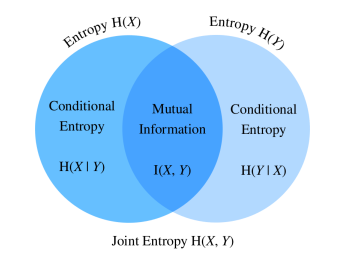 Entropy H(X)
Entropy H(Y)
Conditional
Entropy
H(X | Y)
Mutual
Information
I(X, Y)
Conditional
Entropy
H(Y | X)
Joint Entropy H(X, Y)